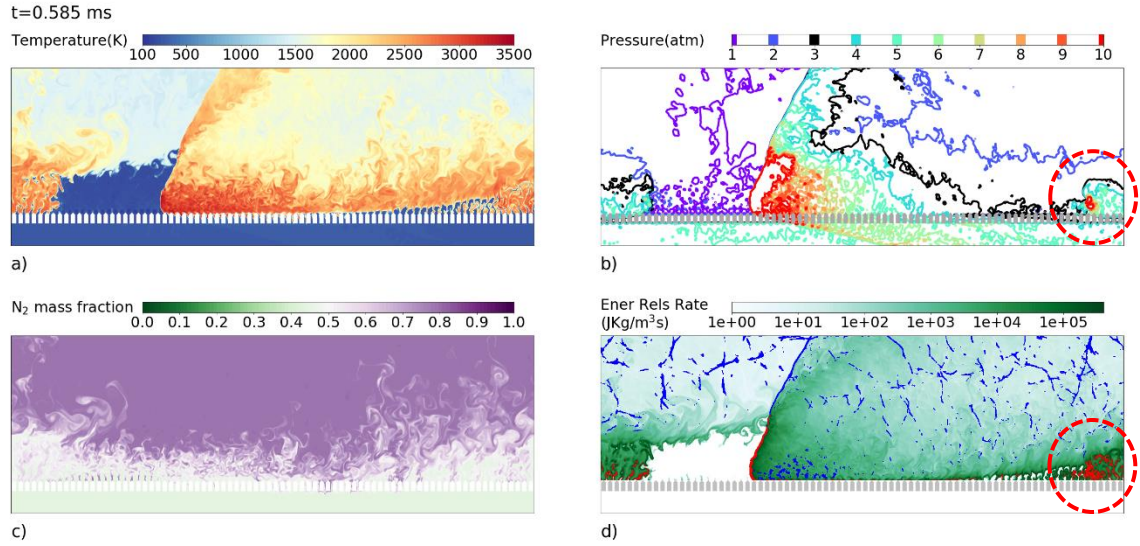 t=0.585 ms
Temperature(K)
100 500 1000 1500 2000 2500 3000 3500
a)
Pressure(atm)
1 2 3 4 5 6 7 8 9 10
b)
N₂ mass fraction
0.0 0.1 0.2 0.3 0.4 0.5 0.6 0.7 0.8 0.9 1.0
c)
Ener Rels Rate
(JKg/m³s)
1e+00 1e+01 1e+02 1e+03 1e+04 1e+05
d)